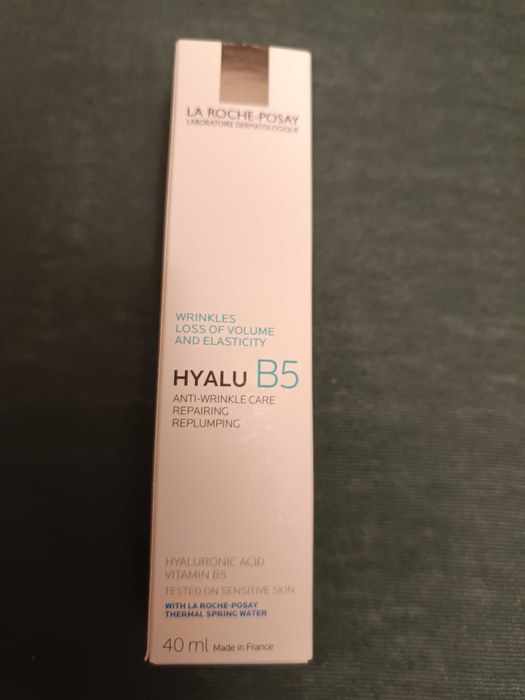 LA ROCHE-POSAY
LABORATOIRE DERMATOLOGIQUE
WRINKLES
LOSS OF VOLUME
AND ELASTICITY
HYALU B5
ANTI-WRINKLE CARE
REPAIRING
REPLUMPING
HYALURONIC ACID
VITAMIN B5
TESTED ON SENSITIVE SKIN
WITH LA ROCHE-POSAY
THERMAL SPRING WATER
40 ml Made in France